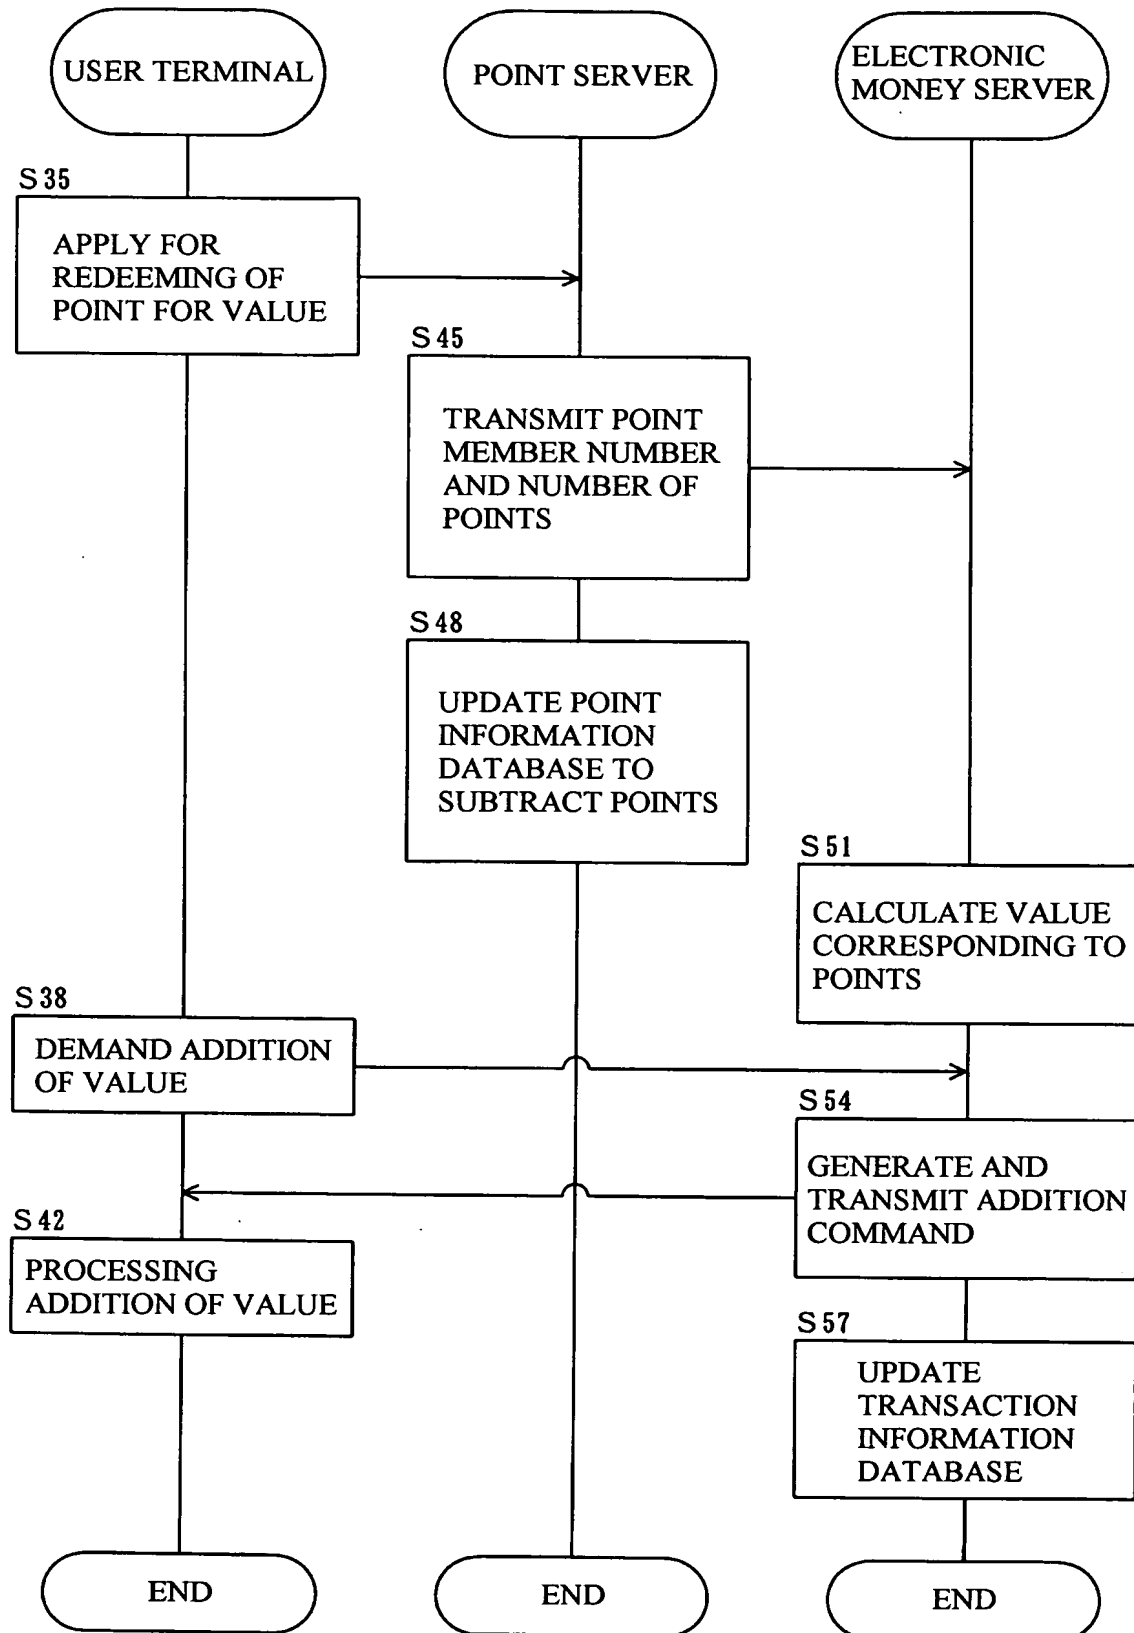 USER TERMINAL
POINT SERVER
ELECTRONIC
MONEY SERVER
S35
APPLY FOR
REDEEMING OF
POINT FOR VALUE
S45
TRANSMIT POINT
MEMBER NUMBER
AND NUMBER OF
POINTS
S48
UPDATE POINT
INFORMATION
DATABASE TO
SUBTRACT POINTS
S51
CALCULATE VALUE
CORRESPONDING TO
POINTS
S38
DEMAND ADDITION
OF VALUE
S54
GENERATE AND
TRANSMIT ADDITION
COMMAND
S42
PROCESSING
ADDITION OF VALUE
S57
UPDATE
TRANSACTION
INFORMATION
DATABASE
END
END
END